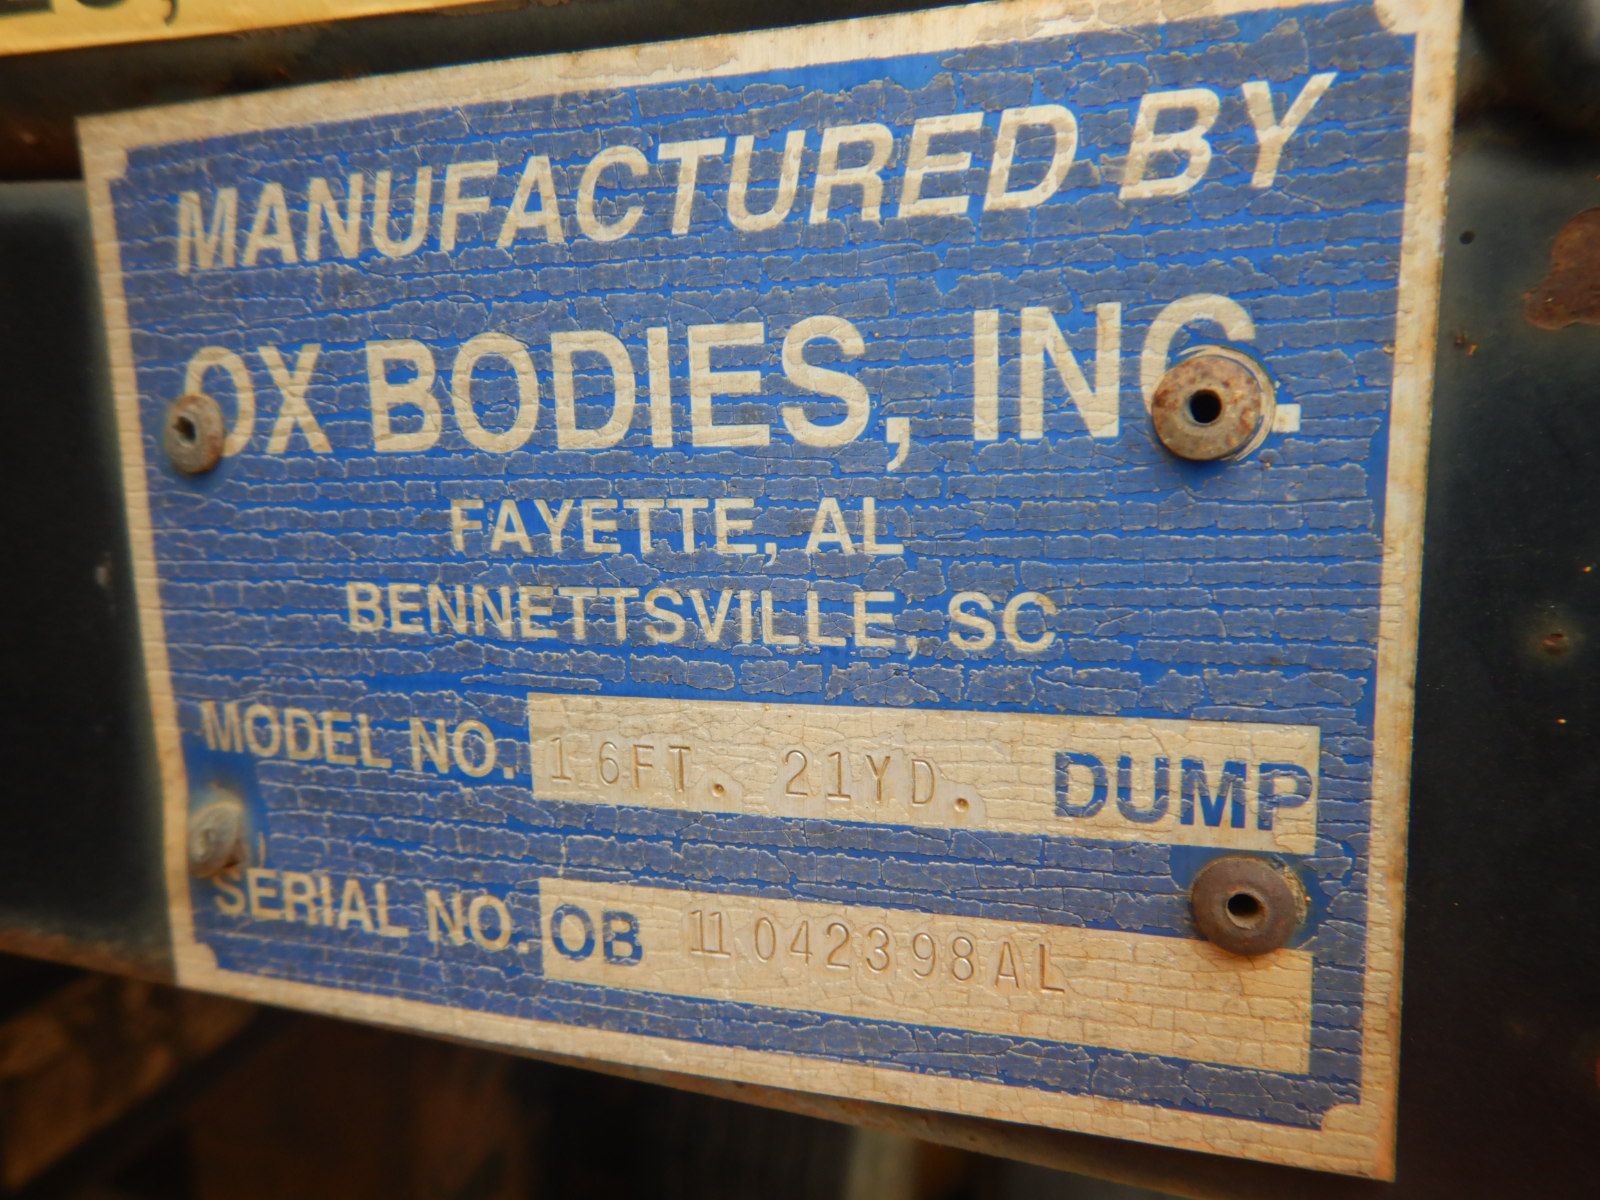 MANUFACTURED BY
OX BODIES, INC.
FAYETTE, AL
BENNETTSVILLE, SC
MODEL NO. 16FT. 21YD. DUMP
SERIAL NO. OB 11042398AL